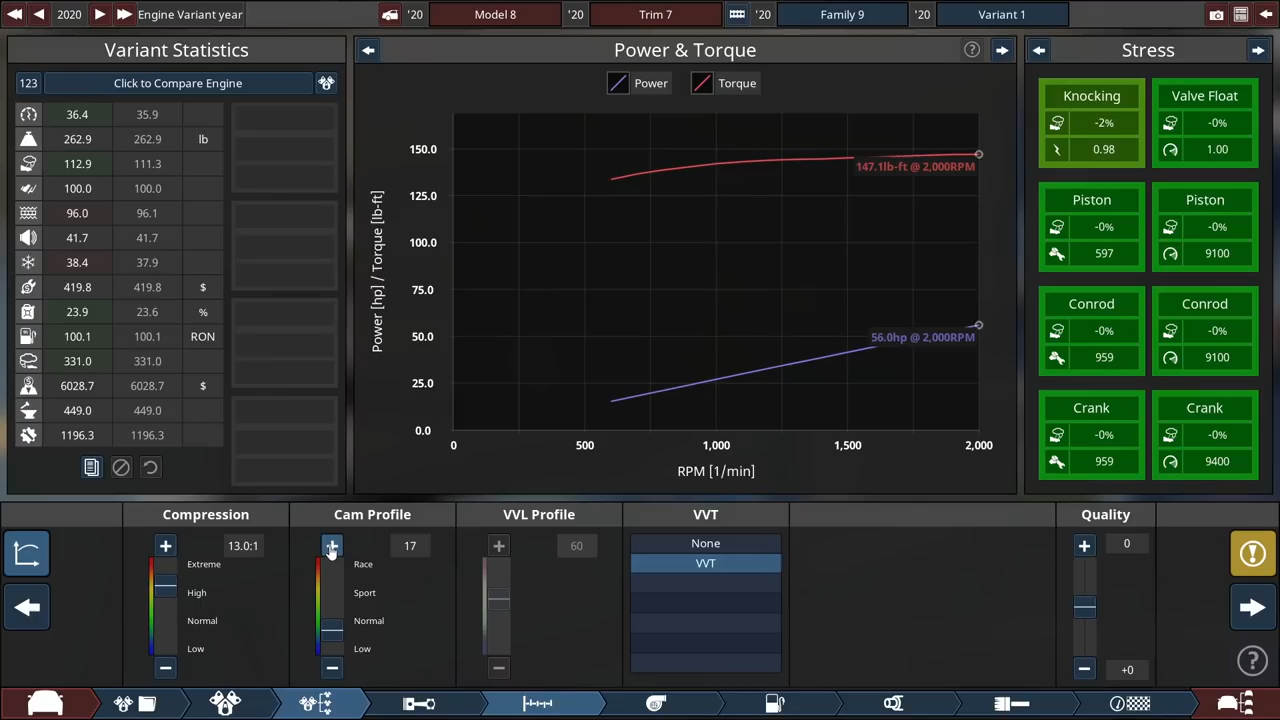 2020 Engine Variant year '20 Model 8 '20 Trim 7 '20 Family 9 '20 Variant 1
Variant Statistics
123 Click to Compare Engine
36.4 35.9
262.9 262.9 lb
112.9 111.3
100.0 100.0
96.0 96.1
41.7 41.7
38.4 37.9
419.8 419.8 $
23.9 23.6 %
100.1 100.1 RON
331.0 331.0
6028.7 6028.7 $
449.0 449.0
1196.3 1196.3
Power & Torque ?
Power Torque
Power [hp] / Torque [lb-ft]
150.0
125.0
100.0
75.0
50.0
25.0
0.0
147.1lb-ft @ 2,000RPM
56.0hp @ 2,000RPM
0 500 1,000 1,500 2,000
RPM [1/min]
Stress
Knocking Valve Float
-2% -0%
0.98 1.00
Piston Piston
-0% -0%
597 9100
Conrod Conrod
-0% -0%
959 9100
Crank Crank
-0% -0%
959 9400
Compression
13.0:1
Extreme
High
Normal
Low
Cam Profile
17
Race
Sport
Normal
Low
VVL Profile
60
VVT
None
VVT
Quality
0
+0
?